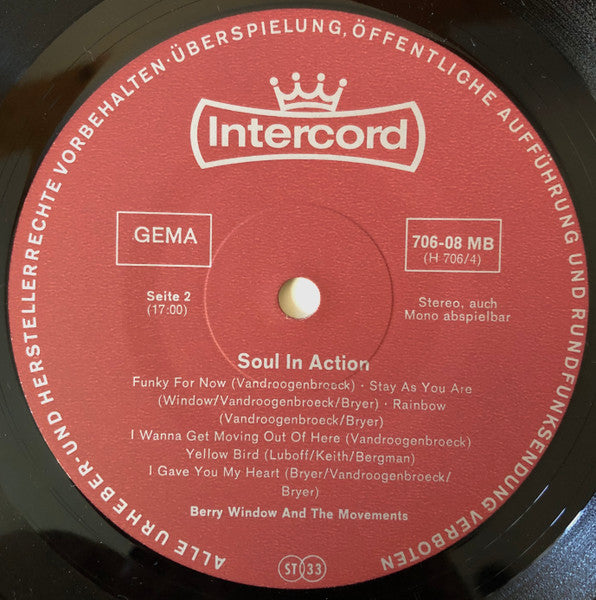 ALLE URHEBER- UND HERSTELLERRECHTE VORBEHALTEN · ÜBERSPIELUNG, ÖFFENTLICHE AUFFÜHRUNG UND RUNDFUNKSENDUNG VERBOTEN
Intercord
GEMA
706-08 MB
(H 706/4)
Seite 2
(17:00)
Stereo, auch
Mono abspielbar
Soul In Action
Funky For Now (Vandroogenbroeck) · Stay As You Are
(Window/Vandroogenbroeck/Bryer) · Rainbow
(Vandroogenbroeck/Bryer)
I Wanna Get Moving Out Of Here (Vandroogenbroeck)
Yellow Bird (Luboff/Keith/Bergman)
I Gave You My Heart (Bryer/Vandroogenbroeck/
Bryer)
Berry Window And The Movements
ST 33